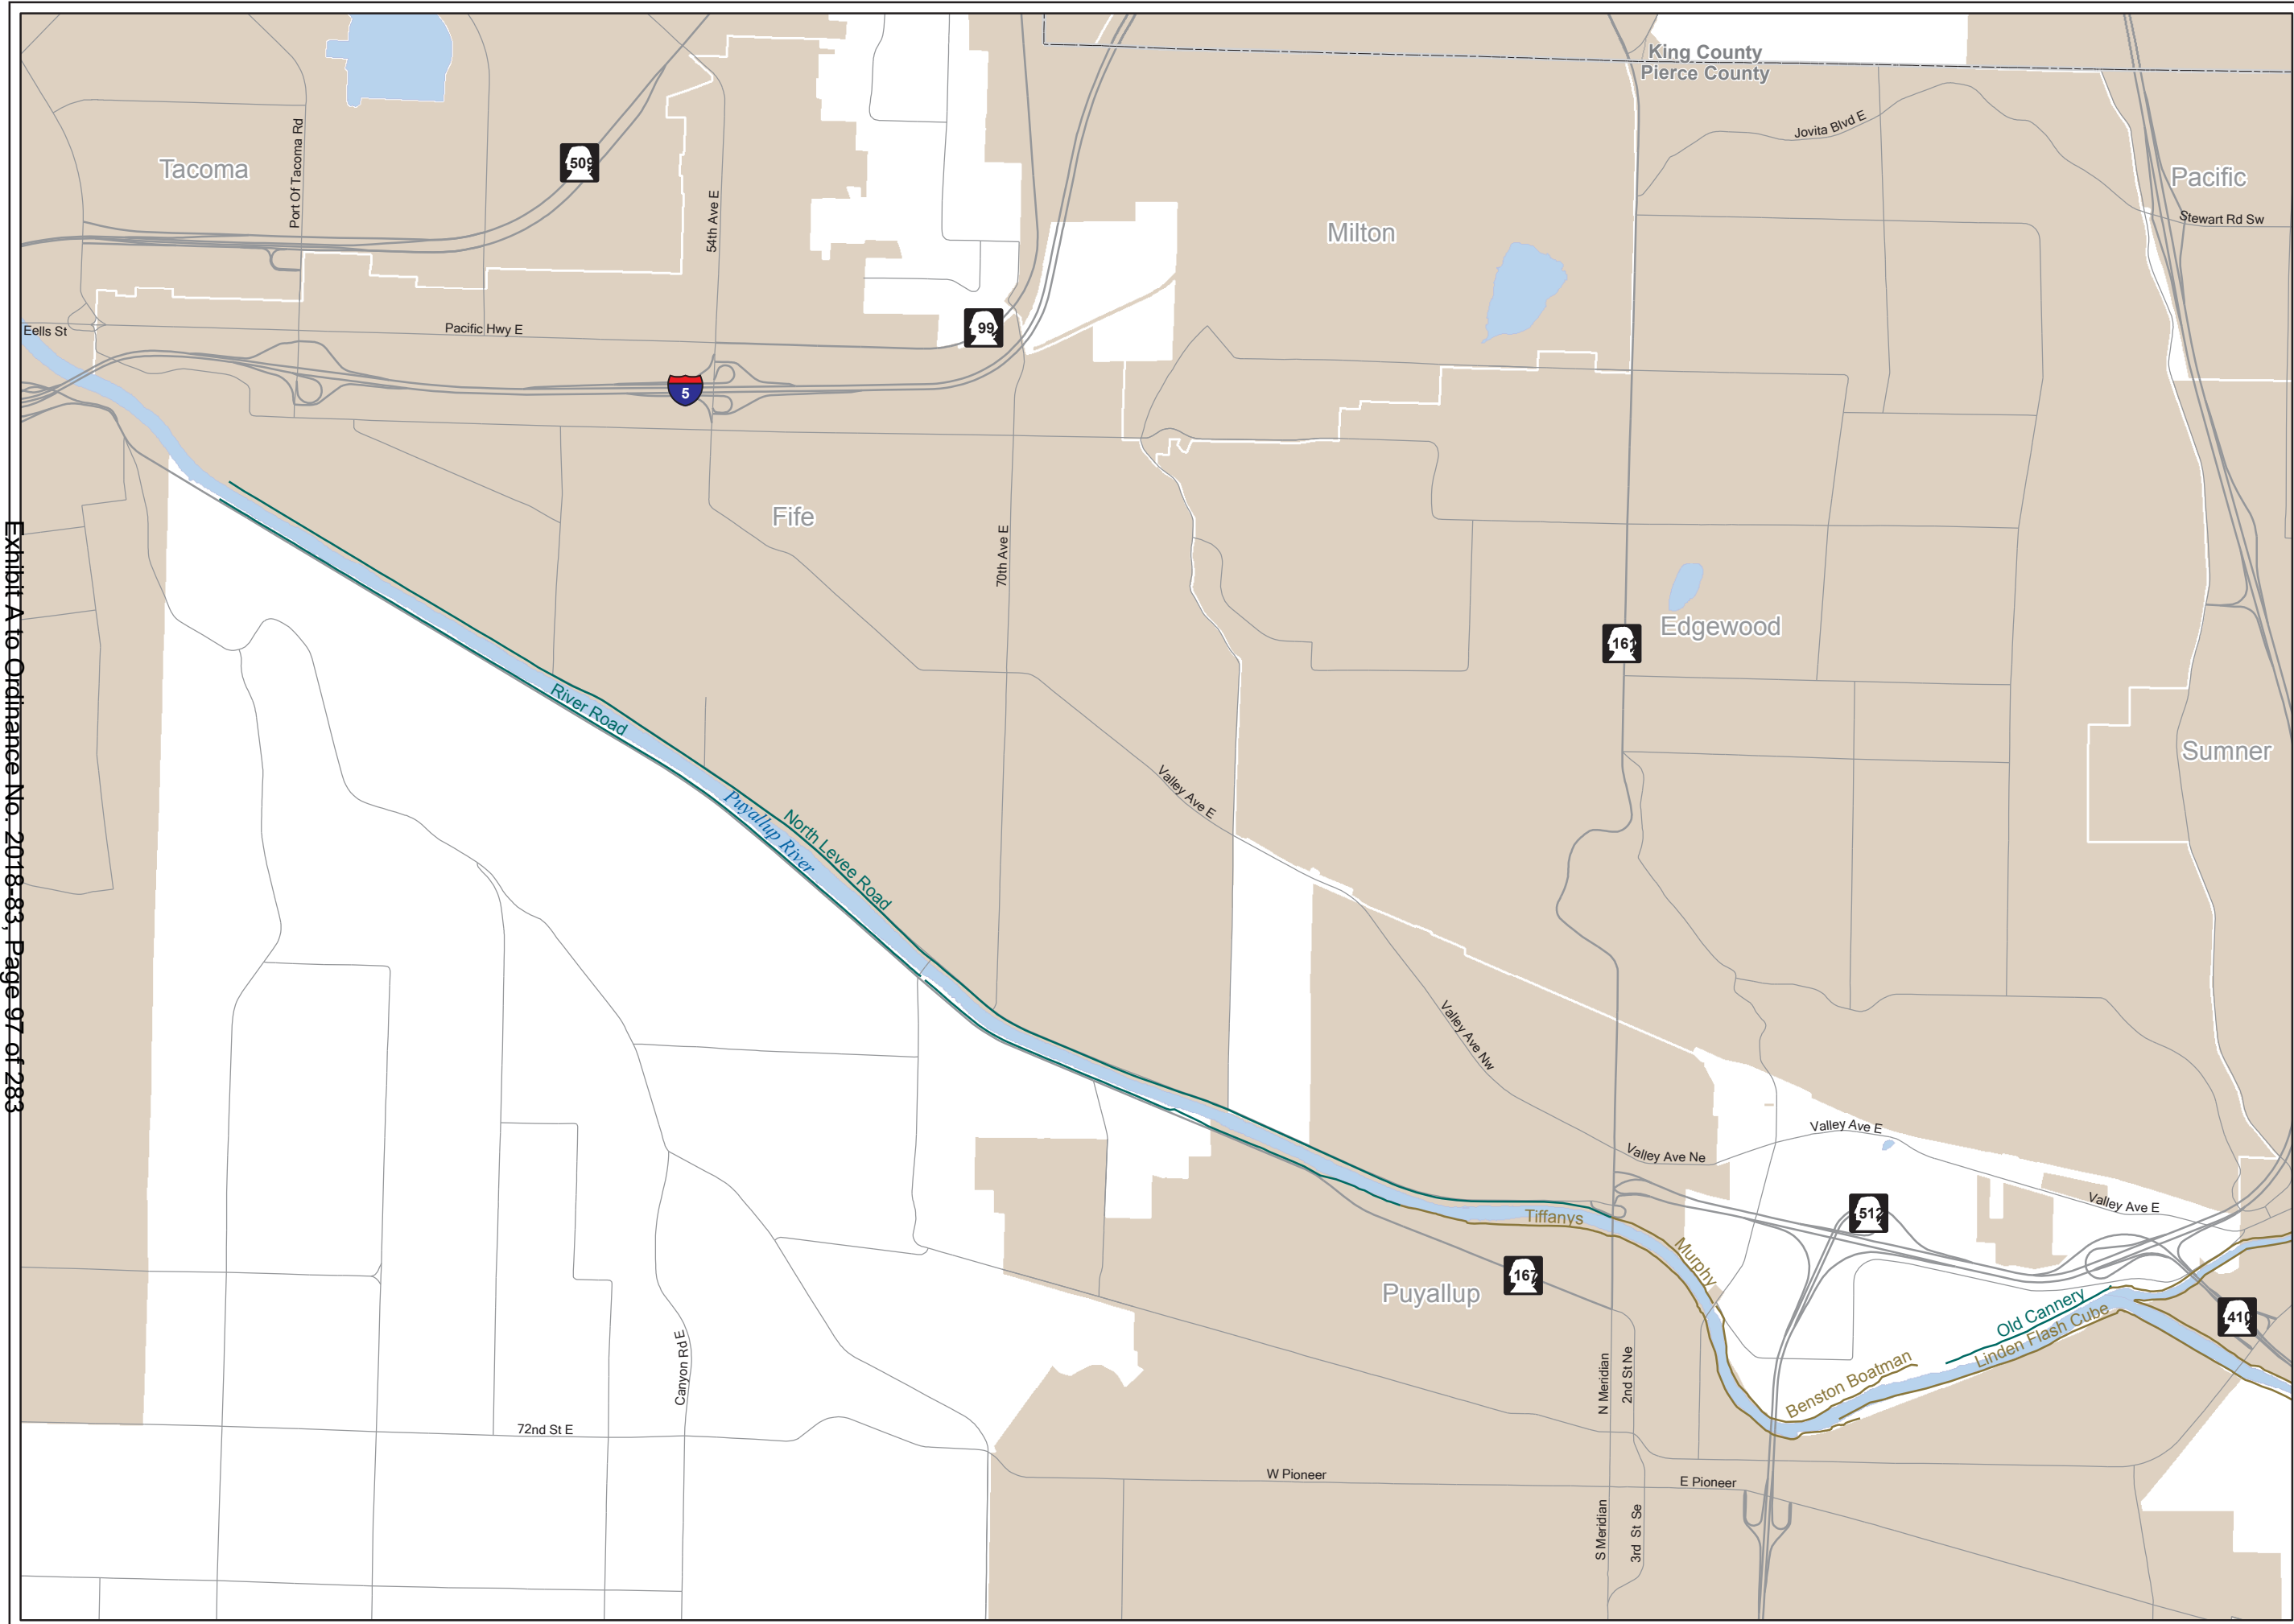 King County
Pierce County
Jovita Blvd E
Tacoma
Port Of Tacoma Rd
509
54th Ave E
Pacific
Stewart Rd Sw
Milton
Eells St
Pacific Hwy E
99
5
Fife
70th Ave E
161
Edgewood
River Road
Sumner
Valley Ave E
Puyallup River
North Levee Road
Exhibit A to Ordinance No. 2018-83, Page 97 of 283
Valley Ave Nw
Valley Ave E
Valley Ave Ne
Valley Ave E
512
Tiffanys
Murphy
167
Puyallup
Old Cannery
Linden Flash Cube
410
Benston Boatman
Canyon Rd E
N Meridian
2nd St Ne
72nd St E
W Pioneer
E Pioneer
S Meridian
3rd St Se